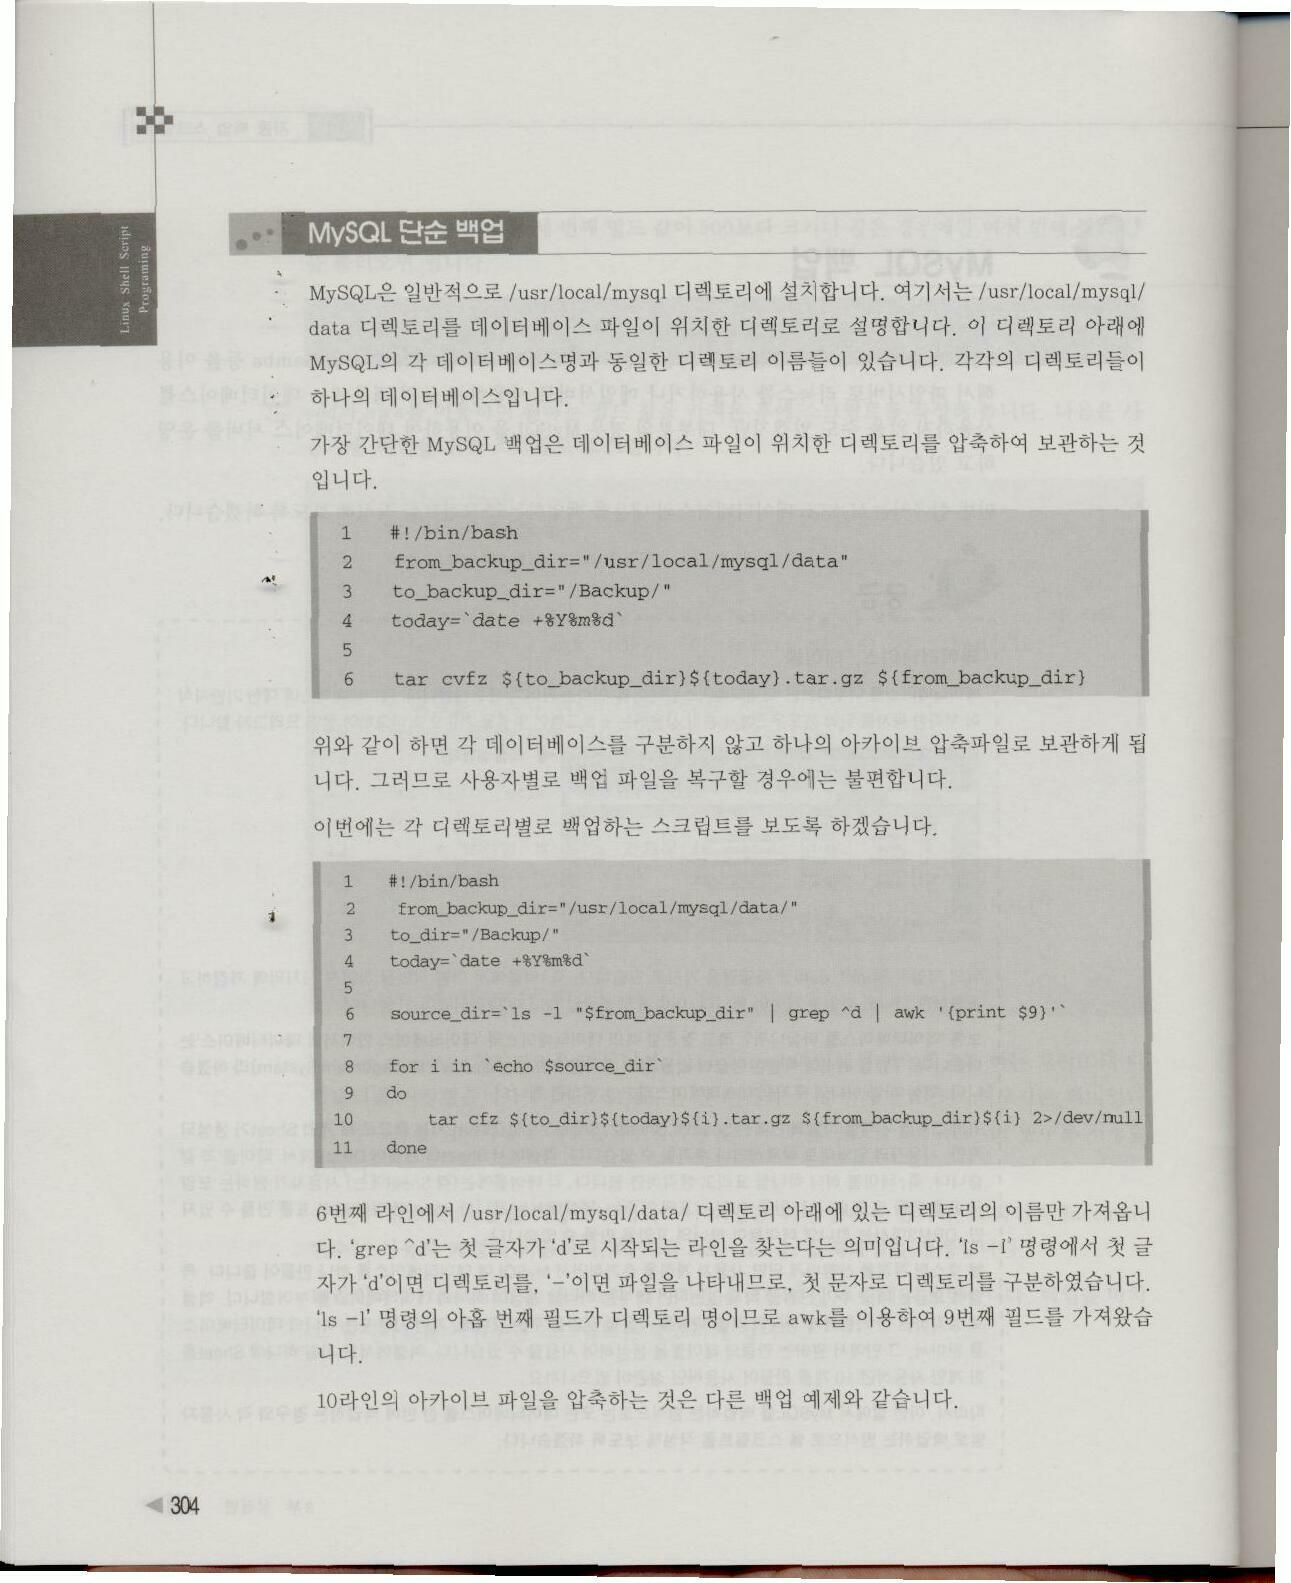 Linux Shell Script
Programing
MySQL 단순 백업
MySQL은 일반적으로 /usr/local/mysql 디렉토리에 설치합니다. 여기서는 /usr/local/mysql/
data 디렉토리를 데이터베이스 파일이 위치한 디렉토리로 설명합니다. 이 디렉토리 아래에
MySQL의 각 데이터베이스명과 동일한 디렉토리 이름들이 있습니다. 각각의 디렉토리들이
하나의 데이터베이스입니다.
가장 간단한 MySQL 백업은 데이터베이스 파일이 위치한 디렉토리를 압축하여 보관하는 것
입니다.
1 #!/bin/bash
2 from_backup_dir="/usr/local/mysql/data"
3 to_backup_dir="/Backup/"
4 today=`date +%Y%m%d`
5
6 tar cvfz ${to_backup_dir}${today}.tar.gz ${from_backup_dir}
위와 같이 하면 각 데이터베이스를 구분하지 않고 하나의 아카이브 압축파일로 보관하게 됩
니다. 그러므로 사용자별로 백업 파일을 복구할 경우에는 불편합니다.
이번에는 각 디렉토리별로 백업하는 스크립트를 보도록 하겠습니다.
1 #!/bin/bash
2 from_backup_dir="/usr/local/mysql/data/"
3 to_dir="/Backup/"
4 today=`date +%Y%m%d`
5
6 source_dir=`ls -l "$from_backup_dir" | grep ^d | awk '{print $9}'`
7
8 for i in `echo $source_dir`
9 do
10 tar cfz ${to_dir}${today}${i}.tar.gz ${from_backup_dir}${i} 2>/dev/null
11 done
6번째 라인에서 /usr/local/mysql/data/ 디렉토리 아래에 있는 디렉토리의 이름만 가져옵니
다. ‘grep ^d’는 첫 글자가 ‘d’로 시작되는 라인을 찾는다는 의미입니다. ‘ls -l’ 명령에서 첫 글
자가 ‘d’이면 디렉토리를, ‘-’이면 파일을 나타내므로, 첫 문자로 디렉토리를 구분하였습니다.
‘ls -l’ 명령의 아홉 번째 필드가 디렉토리 명이므로 awk를 이용하여 9번째 필드를 가져왔습
니다.
10라인의 아카이브 파일을 압축하는 것은 다른 백업 예제와 같습니다.
304